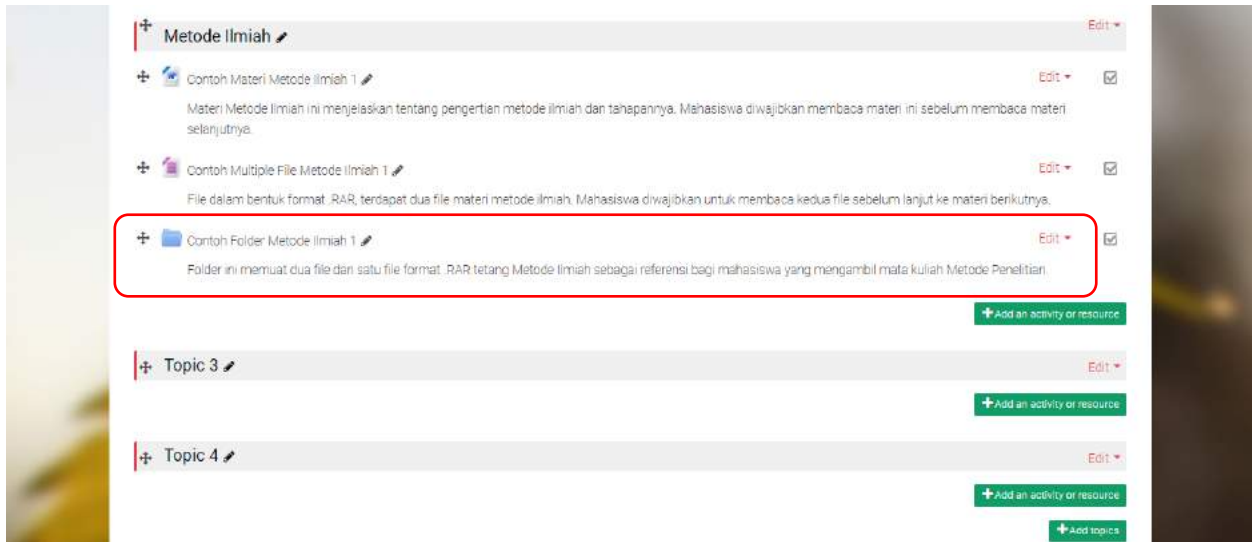 Metode Ilmiah
Edit
Contoh Materi Metode Ilmiah 1
Edit
Materi Metode Ilmiah ini menjelaskan tentang pengertian metode ilmiah dan tahapannya. Mahasiswa diwajibkan membaca materi ini sebelum membaca materi
selanjutnya.
Contoh Multiple File Metode Ilmiah 1
Edit
File dalam bentuk format .RAR, terdapat dua file materi metode ilmiah. Mahasiswa diwajibkan untuk membaca kedua file sebelum lanjut ke materi berikutnya.
Contoh Folder Metode Ilmiah 1
Edit
Folder ini memuat dua file dan satu file format .RAR tetang Metode Ilmiah sebagai referensi bagi mahasiswa yang mengambil mata kuliah Metode Penelitian.
Add an activity or resource
Topic 3
Edit
Add an activity or resource
Topic 4
Edit
Add an activity or resource
Add topics